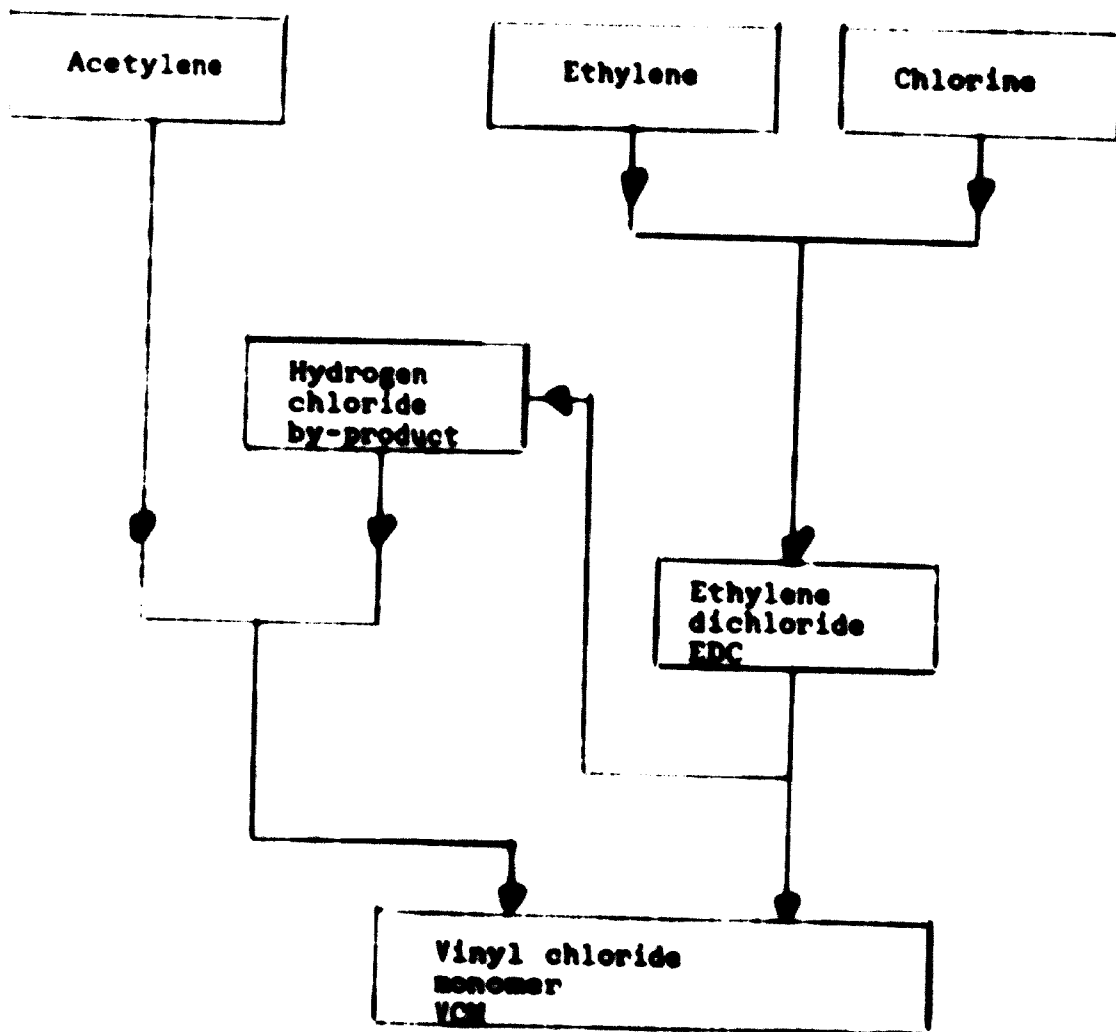 Acetylene
Ethylene
Chlorine
Hydrogen
chloride
by-product
Ethylene
dichloride
EDC
Vinyl chloride
monomer
VCM